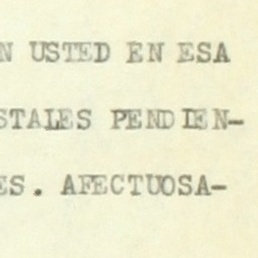 N USTED EN ESA
STALES PENDIEN-
ES. AFECTUOSA-